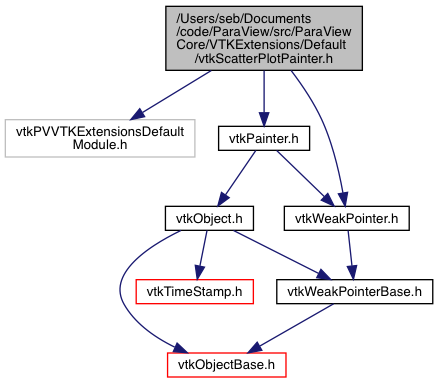 /Users/seb/Documents
/code/ParaView/src/ParaView
Core/VTKExtensions/Default
/vtkScatterPlotPainter.h
vtkPVVTKExtensionsDefault
Module.h
vtkPainter.h
vtkObject.h
vtkWeakPointer.h
vtkTimeStamp.h
vtkWeakPointerBase.h
vtkObjectBase.h